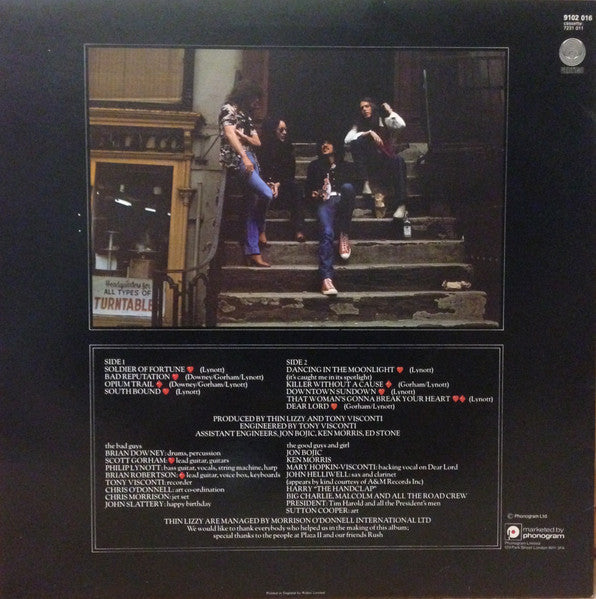 9102 016
cassette
7231 011
Headquarters for
ALL TYPES OF
TURNTABLE
SIDE 1
SOLDIER OF FORTUNE (Lynott)
BAD REPUTATION (Downey/Gorham/Lynott)
OPIUM TRAIL (Downey/Gorham/Lynott)
SOUTH BOUND (Lynott)
SIDE 2
DANCING IN THE MOONLIGHT (Lynott)
(it's caught me in its spotlight)
KILLER WITHOUT A CAUSE (Gorham/Lynott)
DOWNTOWN SUNDOWN (Lynott)
THAT WOMAN'S GONNA BREAK YOUR HEART (Lynott)
DEAR LORD (Gorham/Lynott)
PRODUCED BY THIN LIZZY AND TONY VISCONTI
ENGINEERED BY TONY VISCONTI
ASSISTANT ENGINEERS, JON BOJIC, KEN MORRIS, ED STONE
the bad guys
BRIAN DOWNEY: drums, percussion
SCOTT GORHAM: lead guitar, guitars
PHILIP LYNOTT: bass guitar, vocals, string machine, harp
BRIAN ROBERTSON: lead guitar, voice box, keyboards
TONY VISCONTI: recorder
CHRIS O'DONNELL: art co-ordination
CHRIS MORRISON: jet set
JOHN SLATTERY: happy birthday
the good guys and girl
JON BOJIC
KEN MORRIS
MARY HOPKIN-VISCONTI: backing vocal on Dear Lord
JOHN HELLIWELL: sax and clarinet
(appears by kind courtesy of A&M Records Inc)
HARRY "THE HANDCLAP"
BIG CHARLIE, MALCOLM AND ALL THE ROAD CREW
PRESIDENT: Tim Harold and all the President's men
SUTTON COOPER: art
THIN LIZZY ARE MANAGED BY MORRISON O'DONNELL INTERNATIONAL LTD
We would like to thank everybody who helped us in the making of this album;
special thanks to the people at Plaza II and our friends Rush
© Phonogram Ltd
marketed by
phonogram
Phonogram Limited
Printed in England by